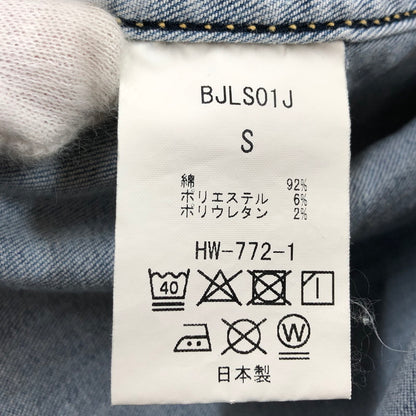 BJLS01J
S
綿 92%
ポリエステル 6%
ポリウレタン 2%
HW-772-1
40
W
日本製